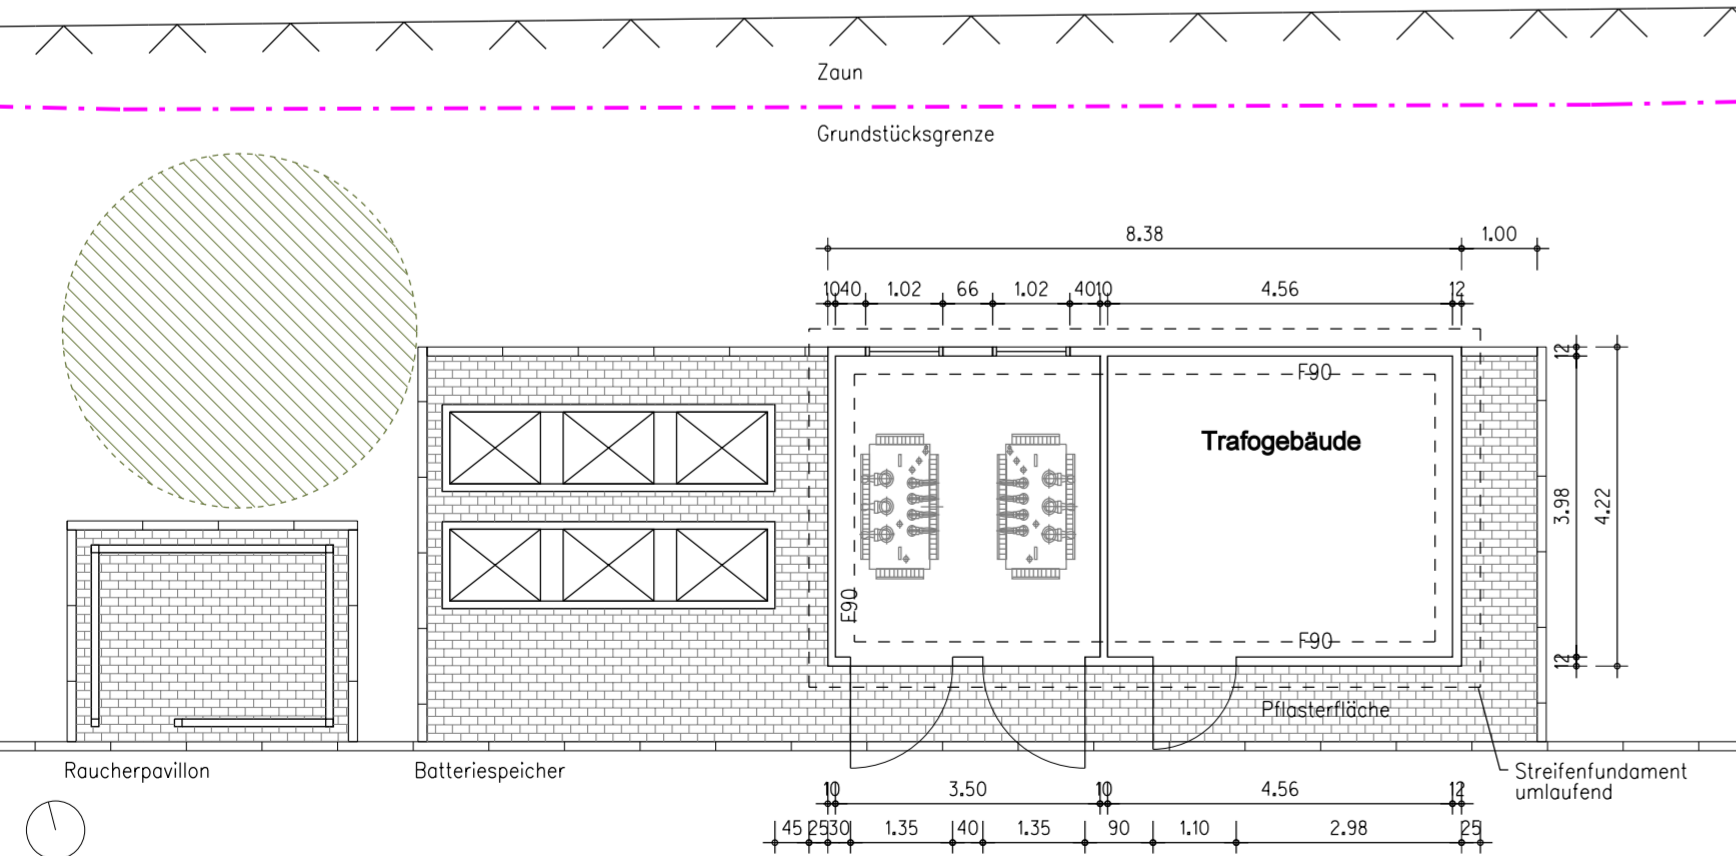 Zaun
Grundstücksgrenze
8.38 1.00
10 40 1.02 66 1.02 40 10 4.56 12
F90
Trafogebäude
12
3.98
4.22
12
F90
F90
Pflasterfläche
Raucherpavillon
Batteriespeicher
Streifenfundament
umlaufend
10 3.50 10 4.56 12
45 25 30 1.35 40 1.35 90 1.10 2.98 25